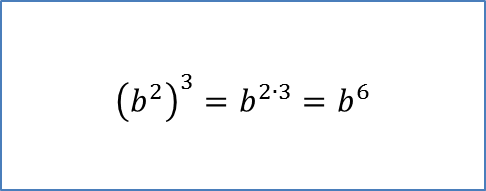 (b²)³ = b²·³ = b⁶